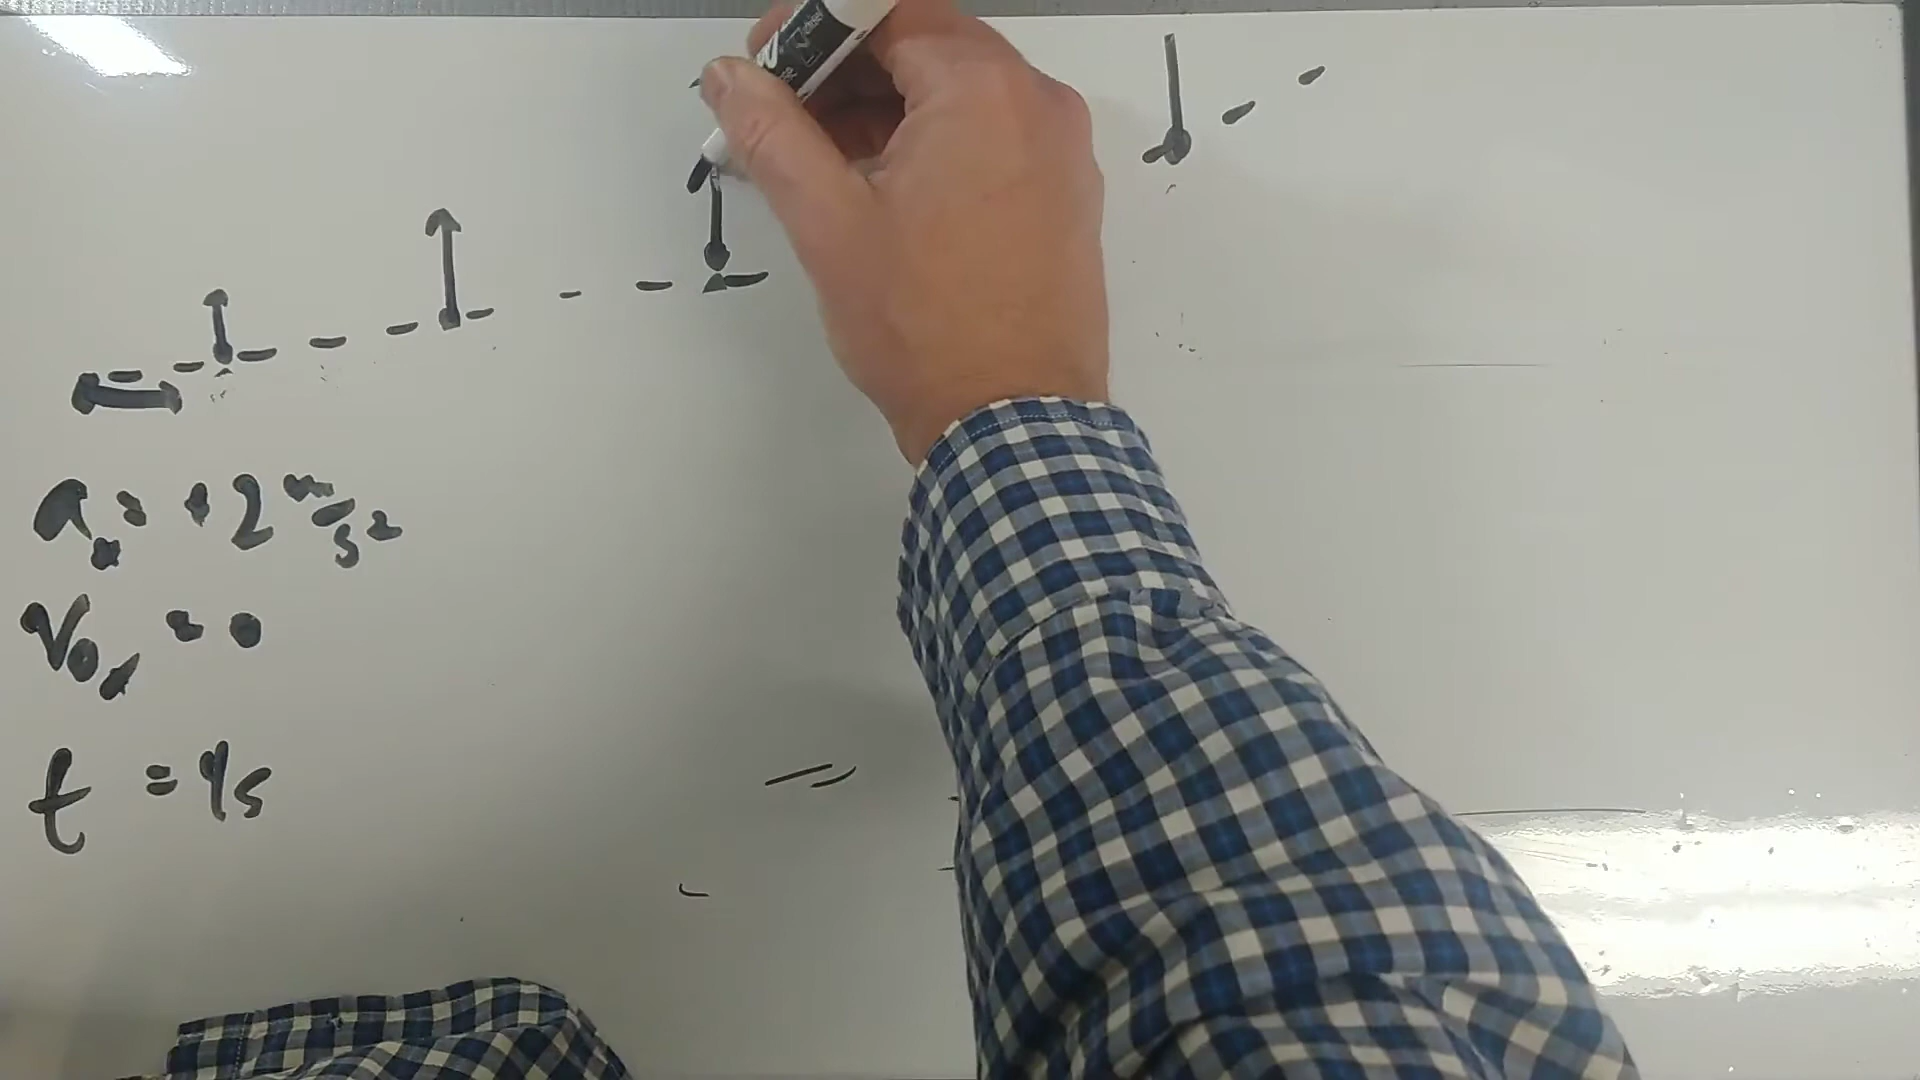 aₓ = +2 m/s²
V₀ₓ = 0
t = 4s